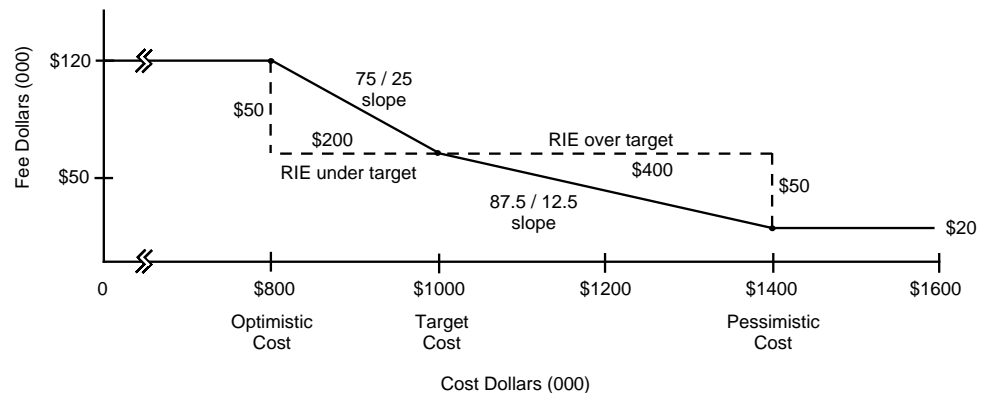 Fee Dollars (000)
$120
$50
$50
75 / 25
slope
$200
RIE under target
RIE over target
$400
$50
87.5 / 12.5
slope
$20
0
$800
$1000
$1200
$1400
$1600
Optimistic
Cost
Target
Cost
Pessimistic
Cost
Cost Dollars (000)